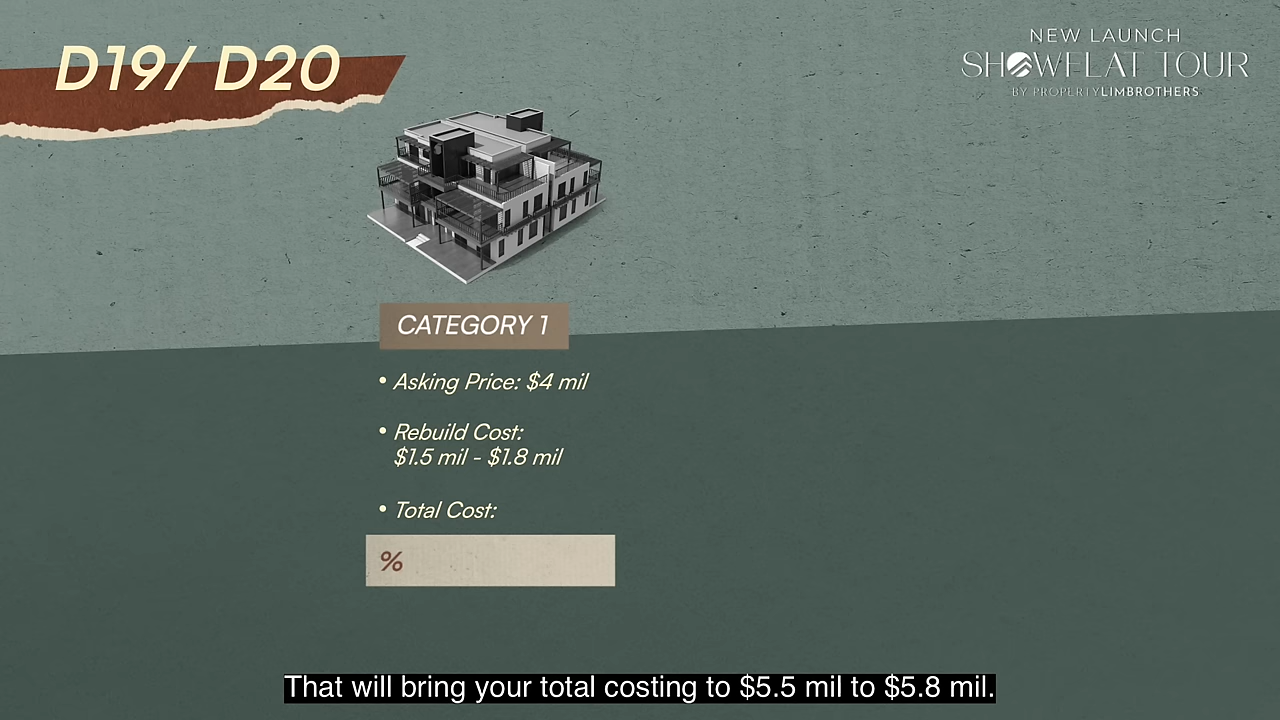 D19/ D20
NEW LAUNCH
SHOWFLAT TOUR
BY PROPERTYLIMBROTHERS
CATEGORY 1
• Asking Price: $4 mil
• Rebuild Cost:
$1.5 mil - $1.8 mil
• Total Cost:
%
That will bring your total costing to $5.5 mil to $5.8 mil.